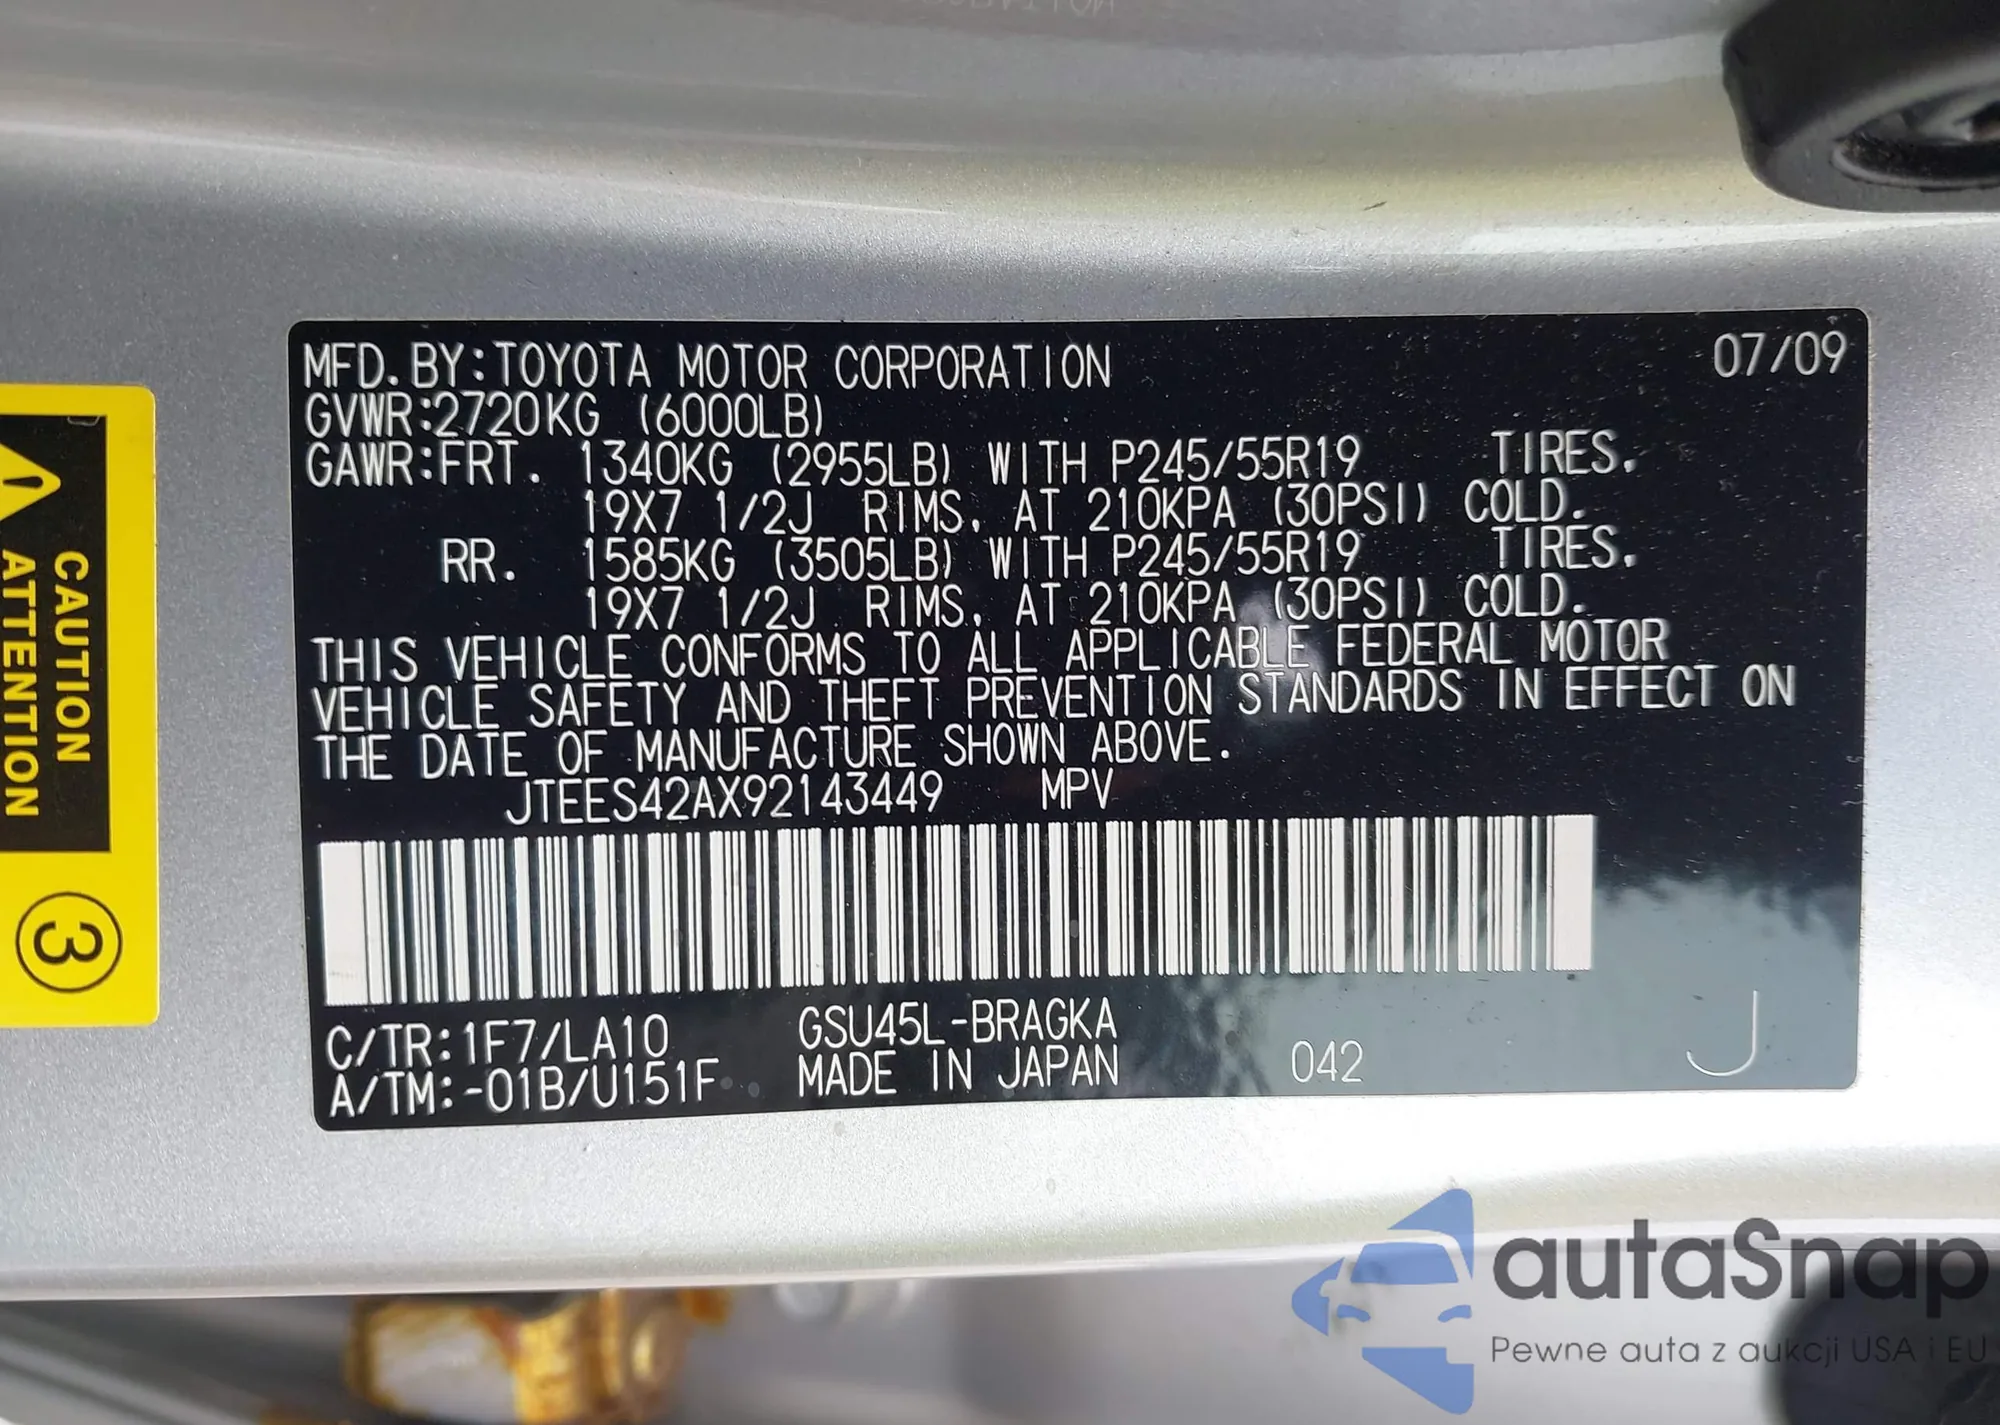 MFD. BY: TOYOTA MOTOR CORPORATION 07/09
GVWR: 2720KG (6000LB)
GAWR: FRT. 1340KG (2955LB) WITH P245/55R19 TIRES.
19X7 1/2J RIMS, AT 210KPA (30PSI) COLD.
RR. 1585KG (3505LB) WITH P245/55R19 TIRES.
19X7 1/2J RIMS, AT 210KPA (30PSI) COLD.
THIS VEHICLE CONFORMS TO ALL APPLICABLE FEDERAL MOTOR
VEHICLE SAFETY AND THEFT PREVENTION STANDARDS IN EFFECT ON
THE DATE OF MANUFACTURE SHOWN ABOVE.
JTEES42AX92143449 MPV
C/TR: 1F7/LA10 GSU45L-BRAGKA
A/TM: -01B/U151F MADE IN JAPAN 042 J
CAUTION
ATTENTION
3
autoSnap
Pewne auta z aukcji USA i EU